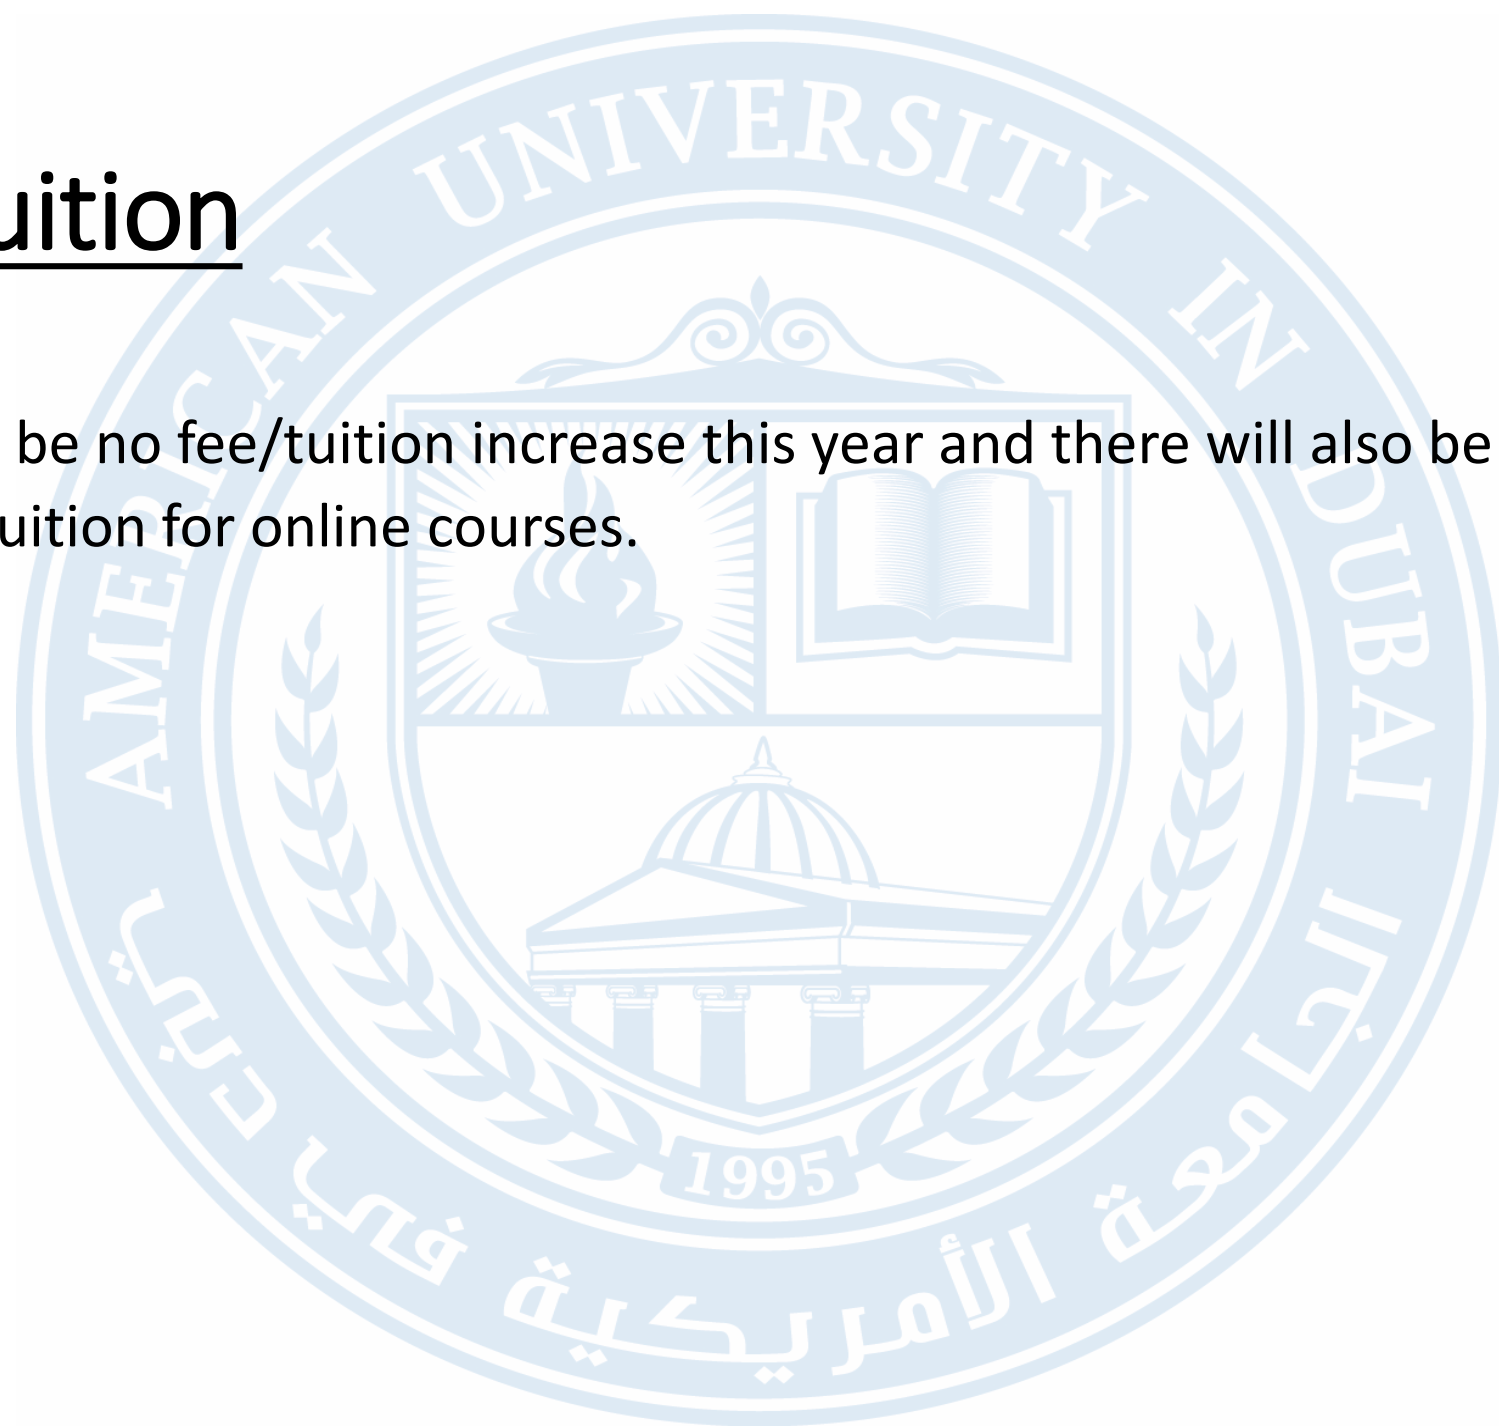 AMERICAN UNIVERSITY IN DUBAI
uition
be no fee/tuition increase this year and there will also be
uition for online courses.
1995
الجامعة الأمريكية في دبي